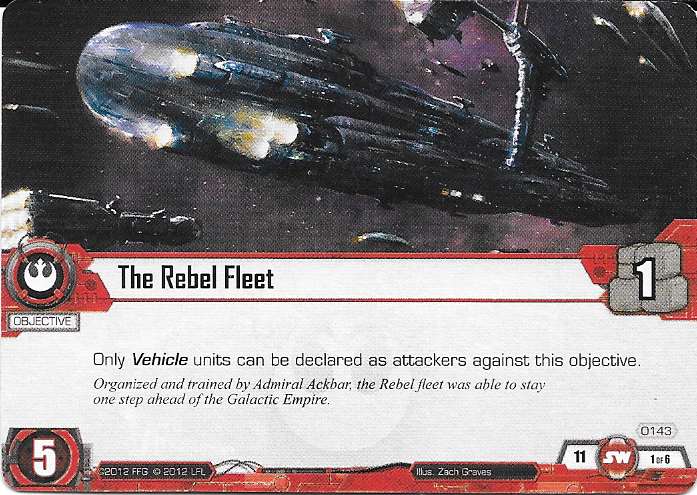 The Rebel Fleet
1
OBJECTIVE
Only Vehicle units can be declared as attackers against this objective.
Organized and trained by Admiral Ackbar, the Rebel fleet was able to stay
one step ahead of the Galactic Empire.
0143
5
©2012 FFG © 2012 LFL
Illus. Zach Graves
11
SW
1 OF 6